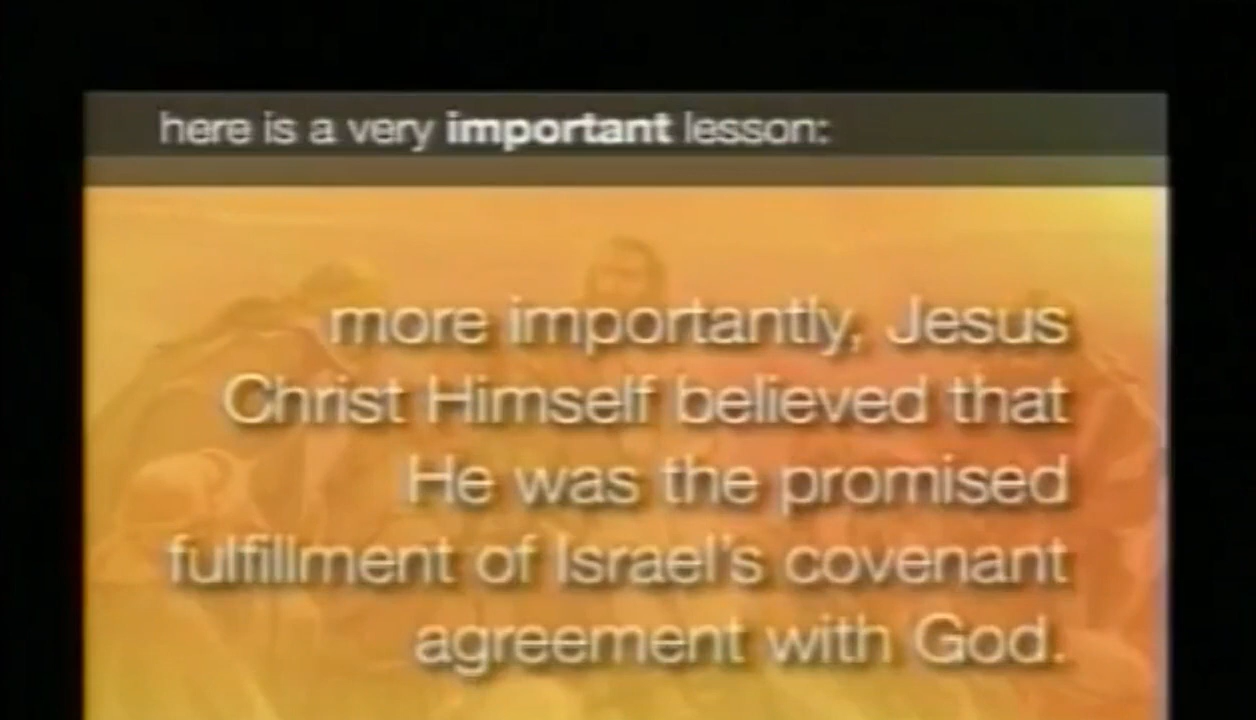 here is a very important lesson:
more importantly, Jesus
Christ Himself believed that
He was the promised
fulfillment of Israel's covenant
agreement with God.